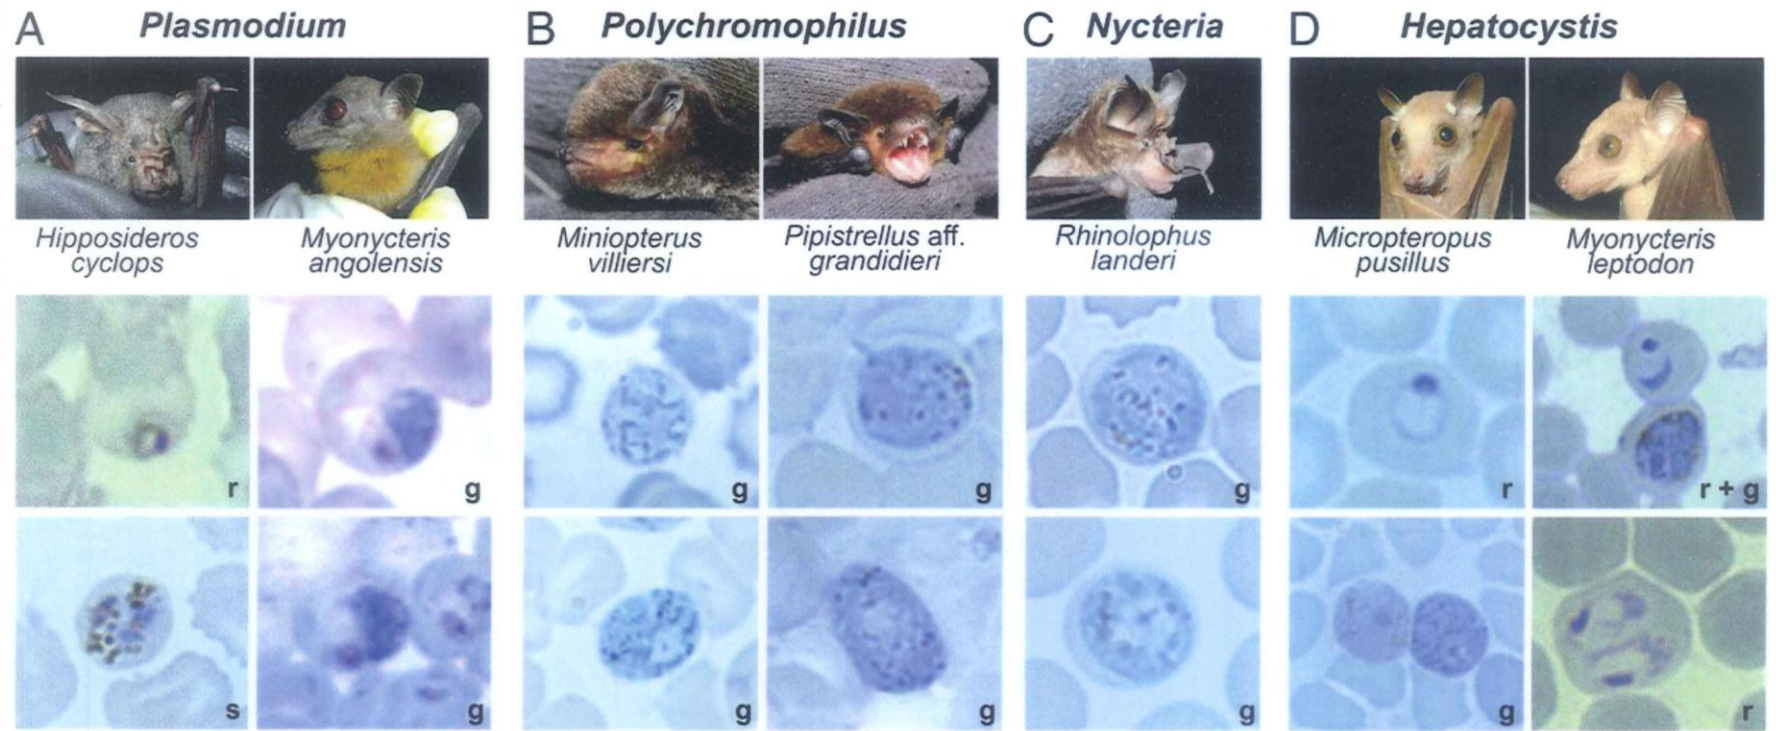 A Plasmodium B Polychromophilus C Nycteria D Hepatocystis
Hipposideros cyclops
Myonycteris angolensis
Miniopterus villiersi
Pipistrellus aff. grandidieri
Rhinolophus landeri
Micropteropus pusillus
Myonycteris leptodon
r g g g g r r + g
s g g g g g r